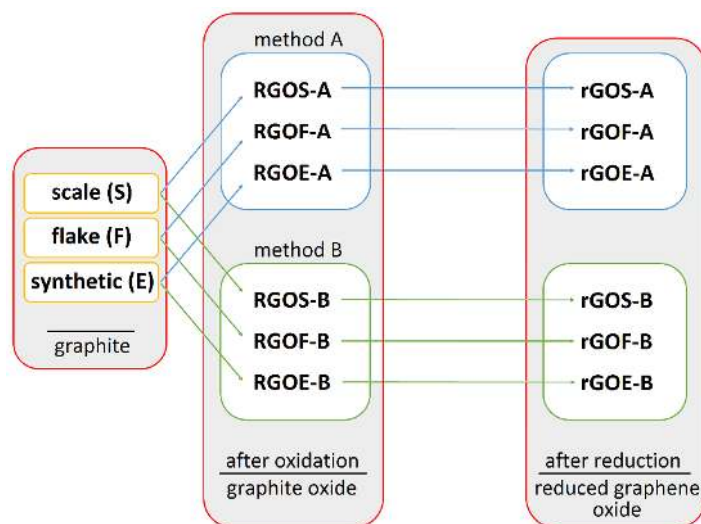 scale (S)
flake (F)
synthetic (E)
graphite
method A
RGOS-A
RGOF-A
RGOE-A
method B
RGOS-B
RGOF-B
RGOE-B
after oxidation
graphite oxide
rGOS-A
rGOF-A
rGOE-A
rGOS-B
rGOF-B
rGOE-B
after reduction
reduced graphene
oxide